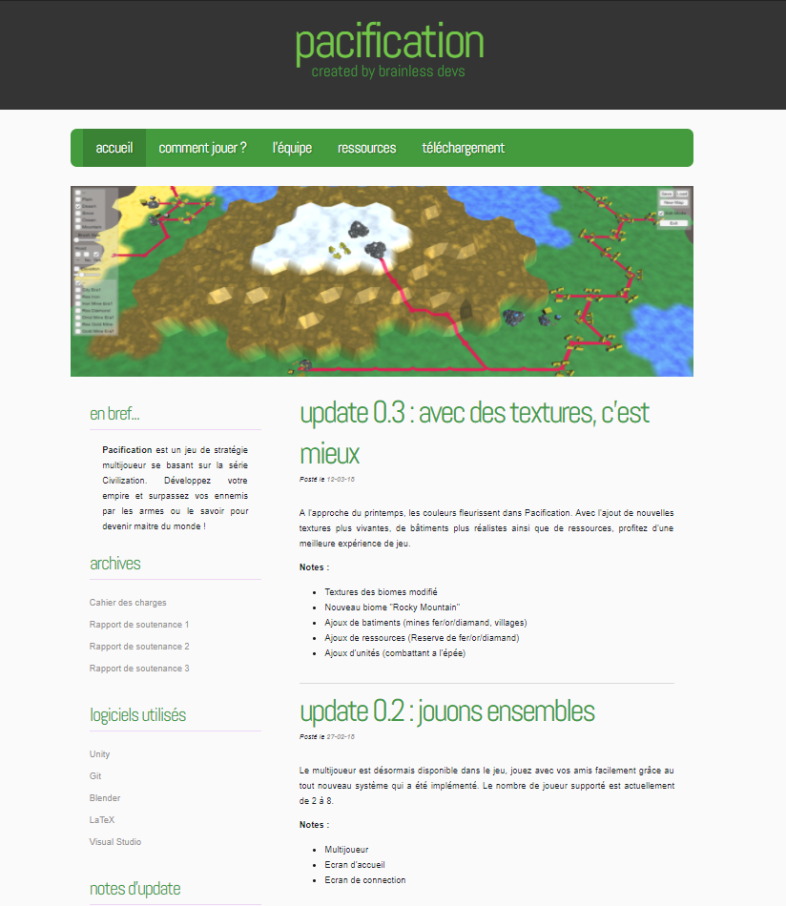 pacification
created by brainless devs
accueil
comment jouer ?
l'équipe
ressources
téléchargement
en bref...
Pacification est un jeu de stratégie
multijoueur se basant sur la série
Civilization. Développez votre
empire et surpassez vos ennemis
par les armes ou le savoir pour
devenir maitre du monde !
archives
Cahier des charges
Rapport de soutenance 1
Rapport de soutenance 2
Rapport de soutenance 3
logiciels utilisés
Unity
Git
Blender
LaTeX
Visual Studio
notes d'update
update 0.3 : avec des textures, c'est
mieux
Posté le 12-03-18
A l'approche du printemps, les couleurs fleurissent dans Pacification. Avec l'ajout de nouvelles
textures plus vivantes, de bâtiments plus réalistes ainsi que de ressources, profitez d'une
meilleure expérience de jeu.
Notes :
Textures des biomes modifié
Nouveau biome "Rocky Mountain"
Ajoux de batiments (mines fer/or/diamand, villages)
Ajoux de ressources (Reserve de fer/or/diamand)
Ajoux d'unités (combattant a l'épée)
update 0.2 : jouons ensembles
Posté le 27-02-18
Le multijoueur est désormais disponible dans le jeu, jouez avec vos amis facilement grâce au
tout nouveau système qui a été implémenté. Le nombre de joueur supporté est actuellement
de 2 à 8.
Notes :
Multijoueur
Ecran d'accueil
Ecran de connection